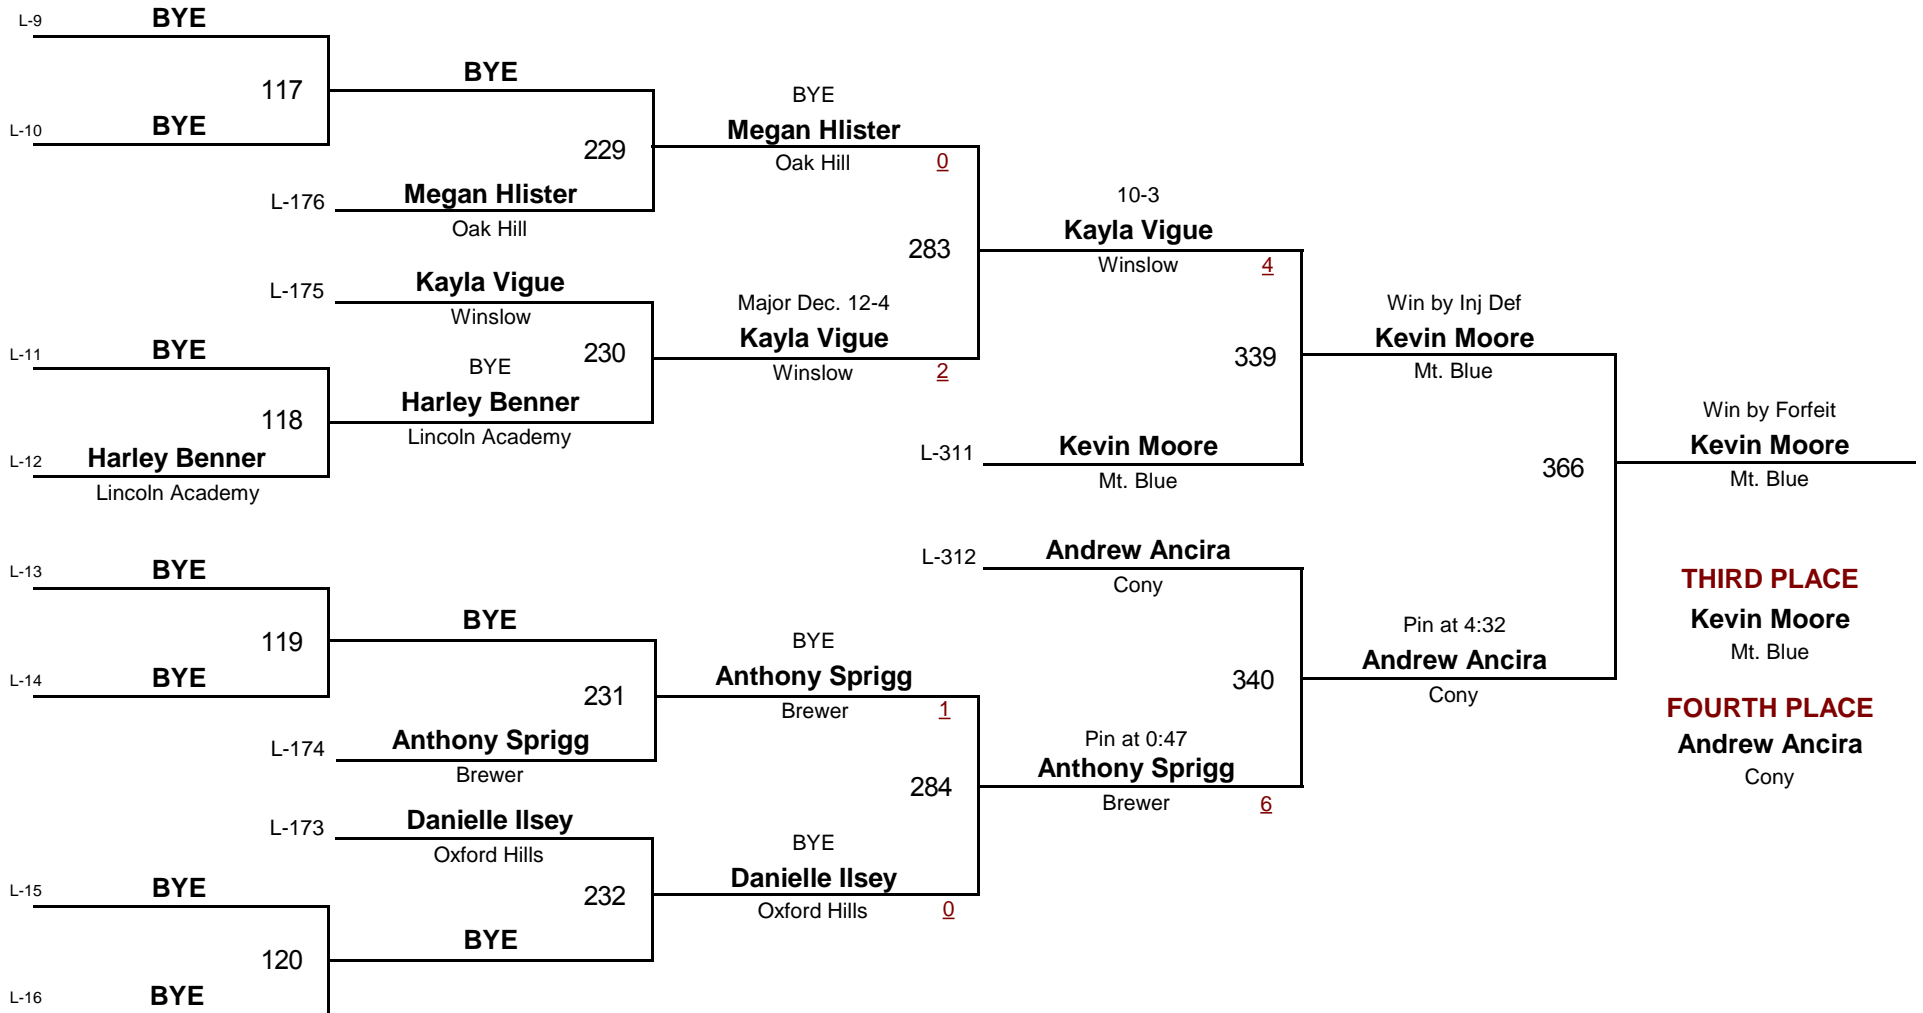 L-9 BYE
117
L-10 BYE
BYE
229
L-176 Megan Hlister
Oak Hill
BYE
Megan Hlister
Oak Hill 0
L-175 Kayla Vigue
Winslow
230
L-11 BYE
118
L-12 Harley Benner
Lincoln Academy
BYE
Harley Benner
Lincoln Academy
Major Dec. 12-4
Kayla Vigue
Winslow 2
283
10-3
Kayla Vigue
Winslow 4
339
L-311 Kevin Moore
Mt. Blue
Win by Inj Def
Kevin Moore
Mt. Blue
366
Win by Forfeit
Kevin Moore
Mt. Blue
L-13 BYE
119
L-14 BYE
BYE
231
L-174 Anthony Sprigg
Brewer
BYE
Anthony Sprigg
Brewer 1
L-173 Danielle Ilsey
Oxford Hills
232
L-15 BYE
120
L-16 BYE
BYE
BYE
Danielle Ilsey
Oxford Hills 0
284
Pin at 0:47
Anthony Sprigg
Brewer 6
340
L-312 Andrew Ancira
Cony
Pin at 4:32
Andrew Ancira
Cony
THIRD PLACE
Kevin Moore
Mt. Blue
FOURTH PLACE
Andrew Ancira
Cony